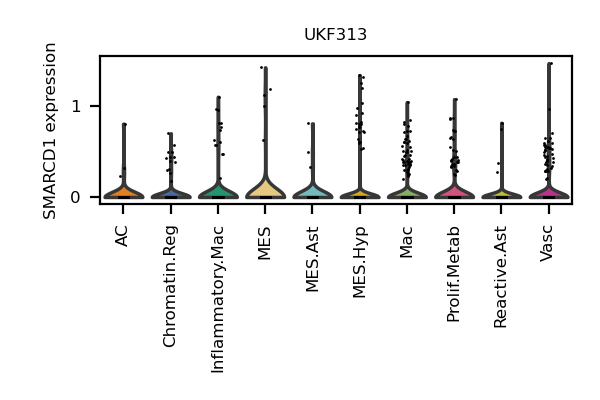 UKF313
SMARCD1 expression
1
0
AC
Chromatin.Reg
Inflammatory.Mac
MES
MES.Ast
MES.Hyp
Mac
Prolif.Metab
Reactive.Ast
Vasc